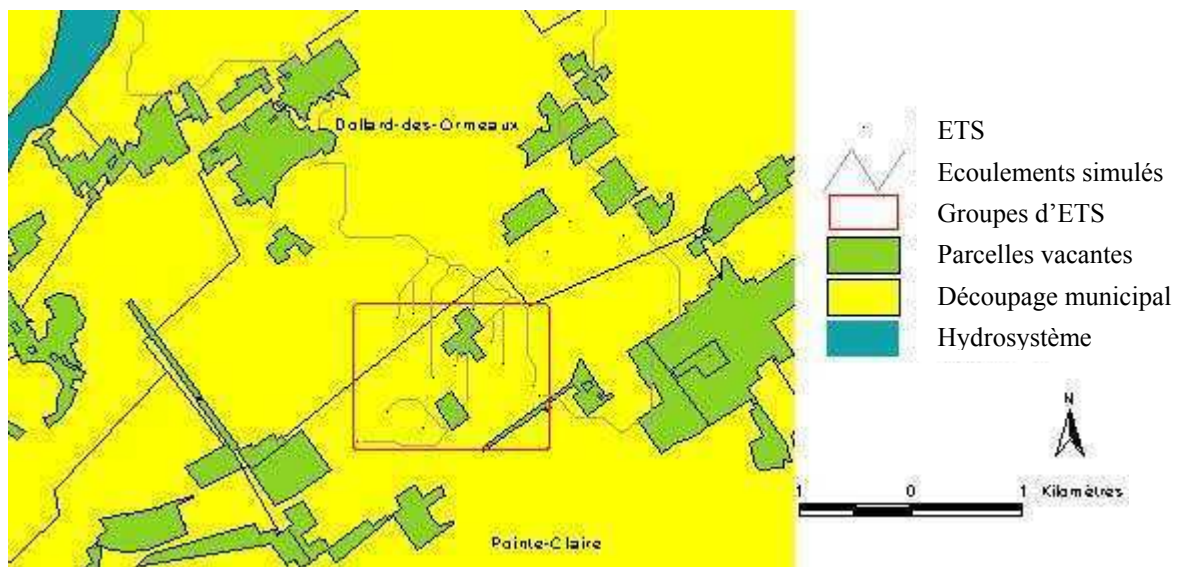 Dollard-des-Ormeaux
Pointe-Claire
ETS
Ecoulements simulés
Groupes d'ETS
Parcelles vacantes
Découpage municipal
Hydrosystème
N
1 0 1 Kilomètres